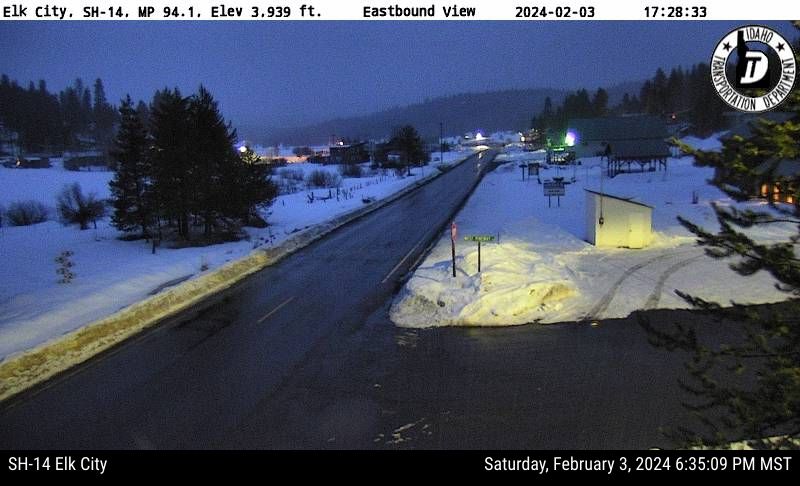 Elk City, SH-14, MP 94.1, Elev 3,939 ft. Eastbound View 2024-02-03 17:28:33
IDAHO
TRANSPORTATION DEPARTMENT
SH-14 Elk City Saturday, February 3, 2024 6:35:09 PM MST